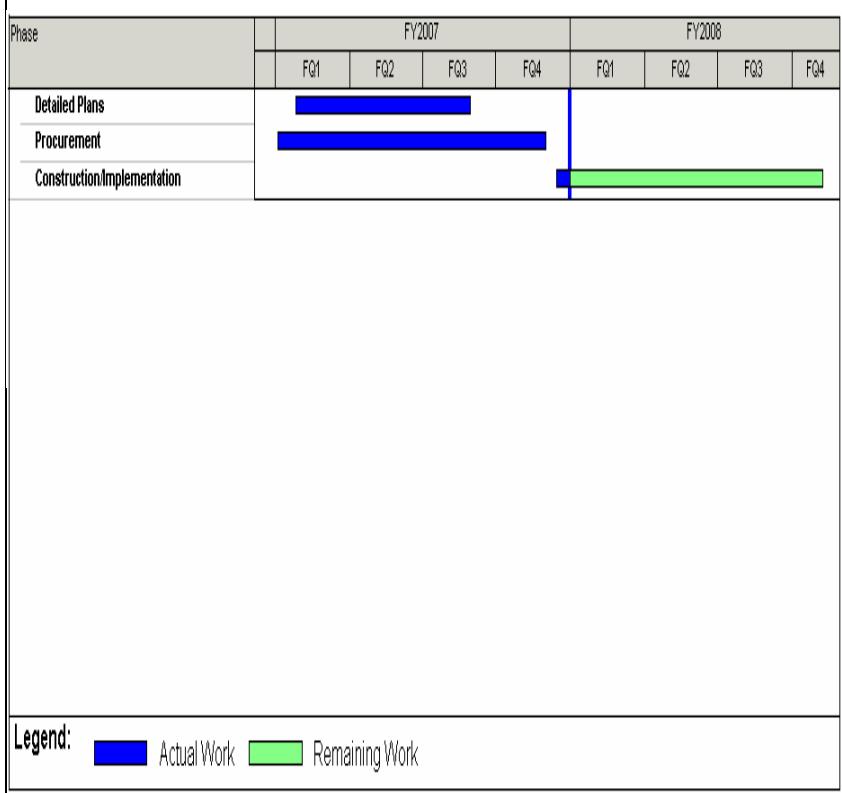 Phase FY2007 FY2008
FQ1 FQ2 FQ3 FQ4 FQ1 FQ2 FQ3 FQ4
Detailed Plans
Procurement
Construction/Implementation
Legend: Actual Work Remaining Work